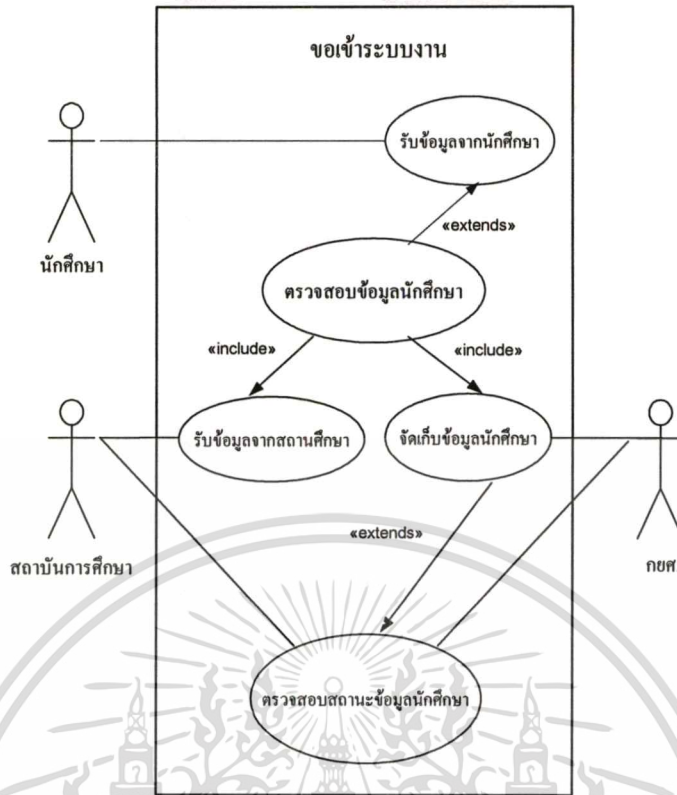 ขอเข้าระบบงาน
รับข้อมูลจากนักศึกษา
«extends»
นักศึกษา
ตรวจสอบข้อมูลนักศึกษา
«include»
«include»
รับข้อมูลจากสถานศึกษา
จัดเก็บข้อมูลนักศึกษา
«extends»
สถาบันการศึกษา
กยศ
ตรวจสอบสถานะข้อมูลนักศึกษา